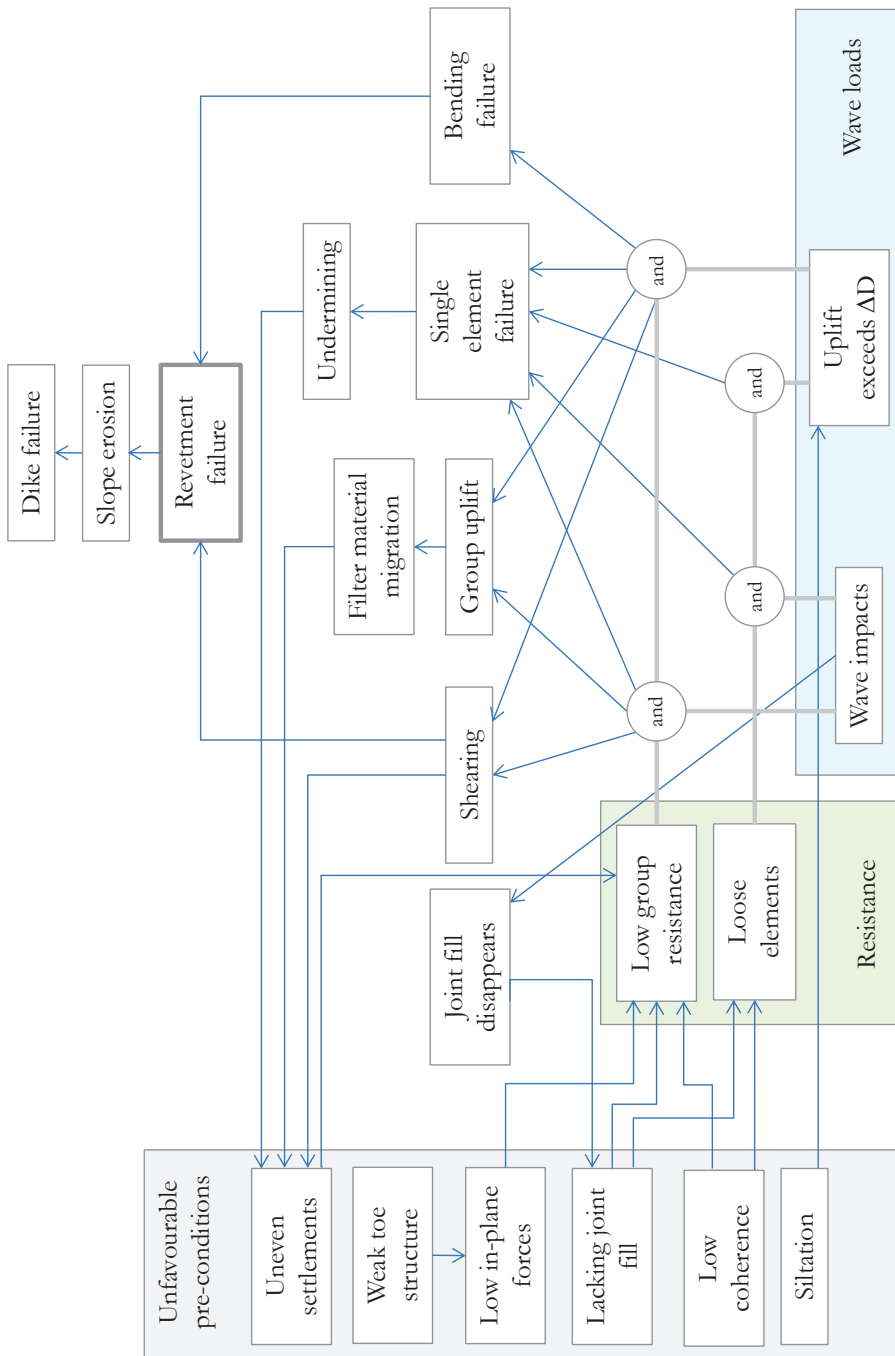 Dike failure
Slope erosion
Revetment
failure
Unfavourable
pre-conditions
Uneven
settlements
Weak toe
structure
Low in-plane
forces
Lacking joint
fill
Low
coherence
Siltation
Joint fill
disappears
Shearing
Filter material
migration
Group uplift
Undermining
Single
element
failure
Bending
failure
Low group
resistance
Loose
elements
Resistance
and
and
and
and
Wave impacts
Uplift
exceeds ΔD
Wave loads